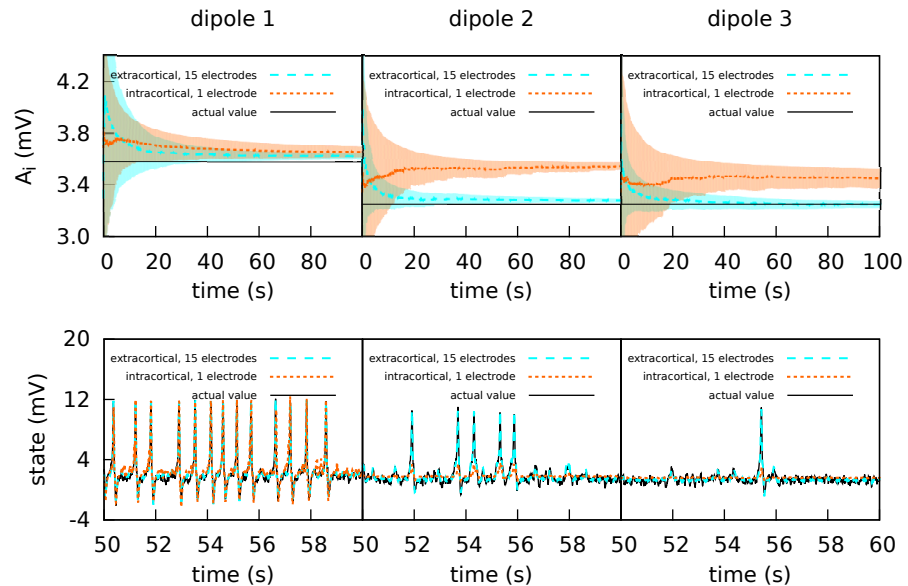 dipole 1 dipole 2 dipole 3
4.2
3.8
3.4
3.0
A_i (mV)
extracortical, 15 electrodes
intracortical, 1 electrode
actual value
extracortical, 15 electrodes
intracortical, 1 electrode
actual value
extracortical, 15 electrodes
intracortical, 1 electrode
actual value
0 20 40 60 80 0 20 40 60 80 0 20 40 60 80 100
time (s) time (s) time (s)
20
12
4
-4
state (mV)
extracortical, 15 electrodes
intracortical, 1 electrode
actual value
extracortical, 15 electrodes
intracortical, 1 electrode
actual value
extracortical, 15 electrodes
intracortical, 1 electrode
actual value
50 52 54 56 58 50 52 54 56 58 50 52 54 56 58 60
time (s) time (s) time (s)